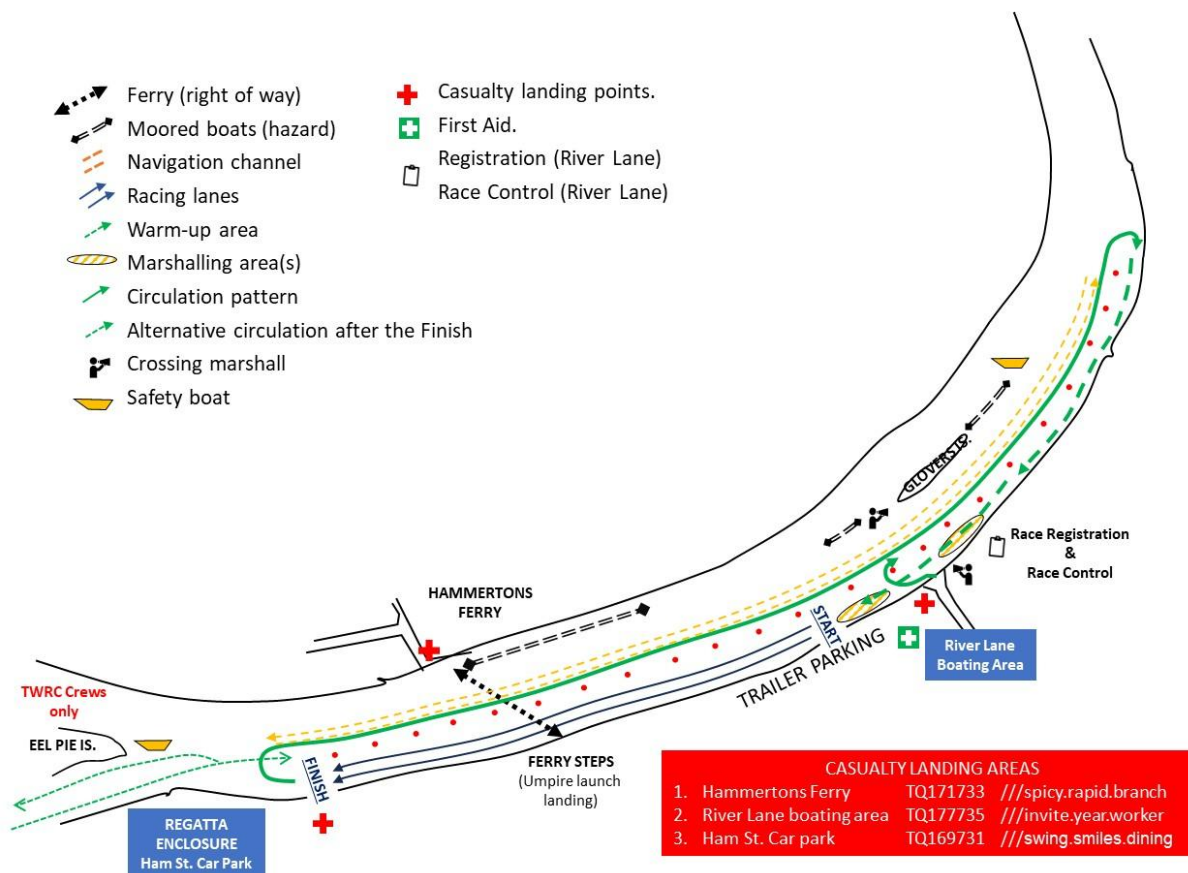 Ferry (right of way)
Moored boats (hazard)
Navigation channel
Racing lanes
Warm-up area
Marshalling area(s)
Circulation pattern
Alternative circulation after the Finish
Crossing marshall
Safety boat
Casualty landing points.
First Aid.
Registration (River Lane)
Race Control (River Lane)
GLOVERS IS.
Race Registration
&
Race Control
HAMMERTONS
FERRY
START
TRAILER PARKING
River Lane
Boating Area
TWRC Crews
only
EEL PIE IS.
FINISH
FERRY STEPS
(Umpire launch
landing)
REGATTA
ENCLOSURE
Ham St. Car Park
CASUALTY LANDING AREAS
1. Hammertons Ferry TQ171733 ///spicy.rapid.branch
2. River Lane boating area TQ177735 ///invite.year.worker
3. Ham St. Car park TQ169731 ///swing.smiles.dining